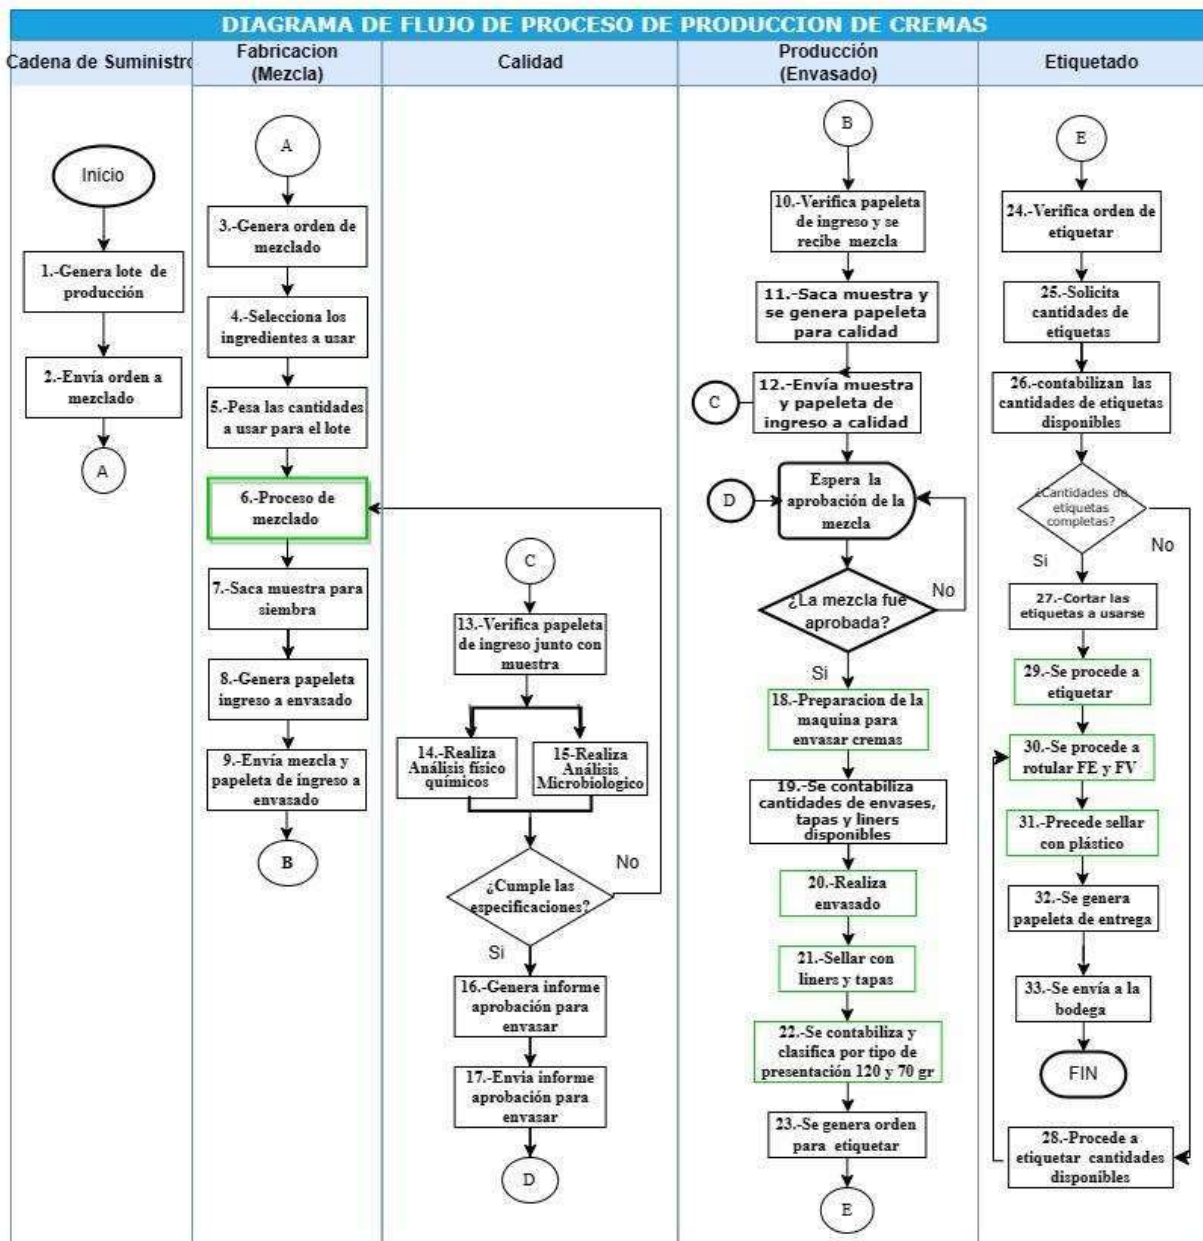 DIAGRAMA DE FLUJO DE PROCESO DE PRODUCCION DE CREMAS
Cadena de Suministro
Fabricacion
(Mezcla)
Calidad
Producción
(Envasado)
Etiquetado
Inicio
1.-Genera lote de
producción
2.-Envía orden a
mezclado
A
A
3.-Genera orden de
mezclado
4.-Selecciona los
ingredientes a usar
5.-Pesa las cantidades
a usar para el lote
6.-Proceso de
mezclado
7.-Saca muestra para
siembra
8.-Genera papeleta
ingreso a envasado
9.-Envía mezcla y
papeleta de ingreso a
envasado
B
C
13.-Verifica papeleta
de ingreso junto con
muestra
14.-Realiza
Análisis físico
químicos
15-Realiza
Análisis
Microbiologico
¿Cumple las
especificaciones?
No
Si
16.-Genera informe
aprobación para
envasar
17.-Envia informe
aprobación para
envasar
D
B
10.-Verifica papeleta
de ingreso y se
recibe mezcla
11.-Saca muestra y
se genera papeleta
para calidad
12.-Envía muestra
y papeleta de
ingreso a calidad
C
Espera la
aprobación de la
mezcla
D
¿La mezcla fue
aprobada?
No
Si
18.-Preparacion de la
maquina para
envasar cremas
19.-Se contabiliza
cantidades de envases,
tapas y liners
disponibles
20.-Realiza
envasado
21.-Sellar con
liners y tapas
22.-Se contabiliza y
clasifica por tipo de
presentación 120 y 70 gr
23.-Se genera orden
para etiquetar
E
E
24.-Verifica orden de
etiquetar
25.-Solicita
cantidades de
etiquetas
26.-contabilizan las
cantidades de etiquetas
disponibles
¿Cantidades de
etiquetas
completas?
No
Si
27.-Cortar las
etiquetas a usarse
29.-Se procede a
etiquetar
30.-Se procede a
rotular FE y FV
31.-Precede sellar
con plástico
32.-Se genera
papeleta de entrega
33.-Se envía a la
bodega
FIN
28.-Procede a
etiquetar cantidades
disponibles